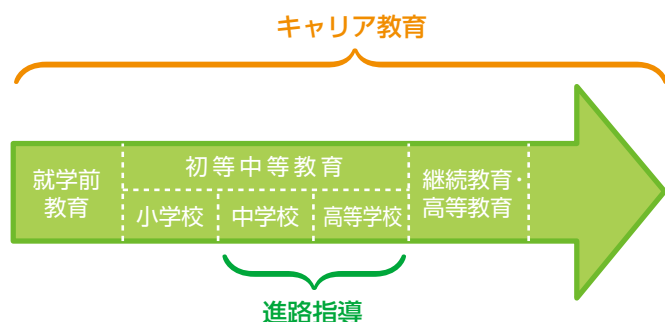 キャリア教育
就学前
教育
初等中等教育
小学校
中学校
高等学校
継続教育・
高等教育
進路指導